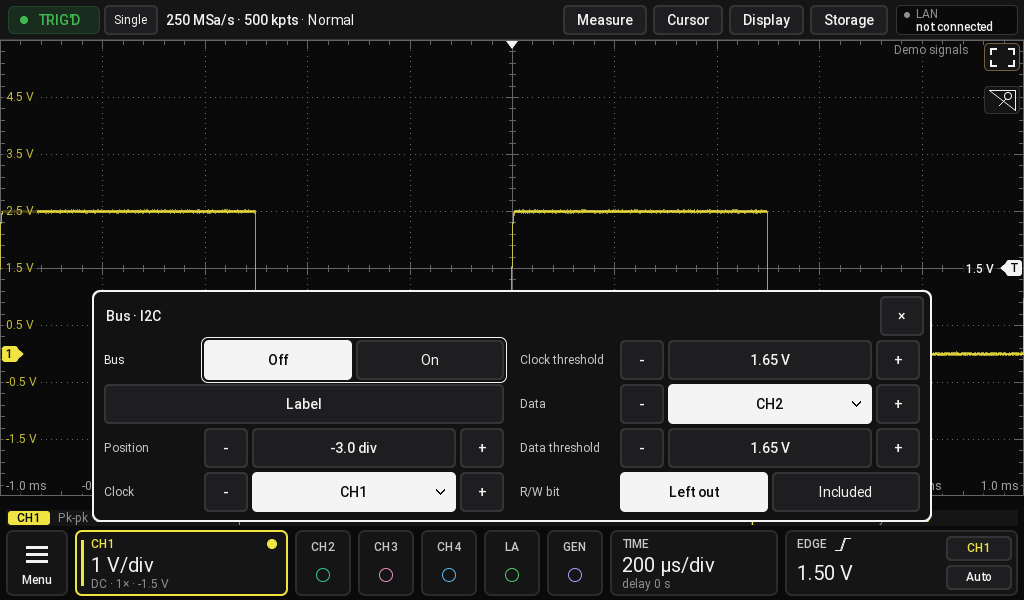 TRIG'D
Single
250 MSa/s · 500 kpts · Normal
Measure
Cursor
Display
Storage
LAN
not connected
Demo signals
4.5 V
3.5 V
2.5 V
1.5 V
1.5 V
T
0.5 V
1
-0.5 V
-1.5 V
-1.0 ms
1.0 ms
Bus · I2C
×
Bus
Off
On
Clock threshold
-
1.65 V
+
Label
Data
-
CH2
+
Position
-
-3.0 div
+
Data threshold
-
1.65 V
+
Clock
-
CH1
+
R/W bit
Left out
Included
CH1
Pk-pk
Menu
CH1
1 V/div
DC · 1× · -1.5 V
CH2
CH3
CH4
LA
GEN
TIME
200 µs/div
delay 0 s
EDGE
1.50 V
CH1
Auto